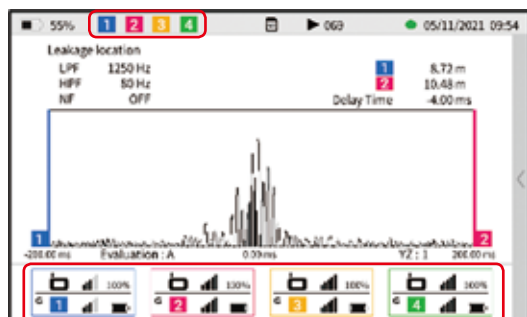 55% 1 2 3 4 069 05/11/2021 09:54
Leakage location
LPF 1250 Hz 1 8.72 m
HPF 80 Hz 2 10.48 m
NF OFF Delay Time -4.00 ms
1 2
-200.00 ms Evaluation : A 0.00 ms YZ : 1 200.00 ms
100% 100% 100% 100%
G 1 G 2 G 3 G 4